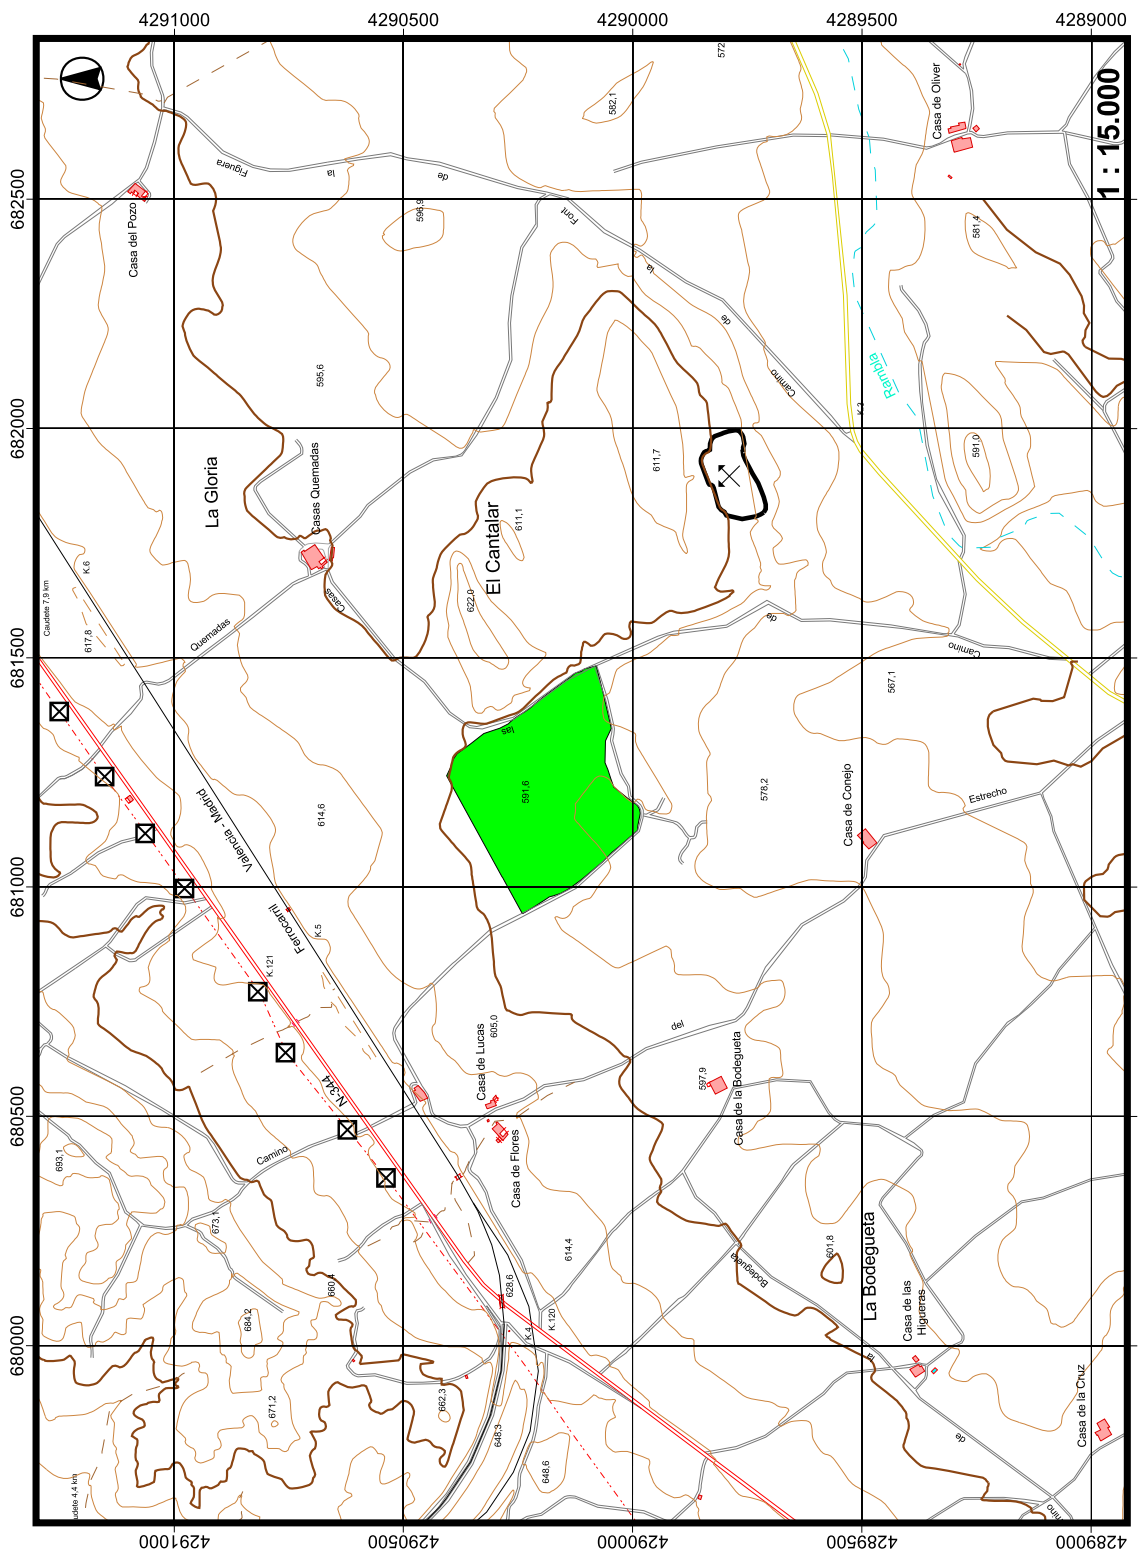 4291000
4290500
4290000
4289500
4289000
572
1 : 15.000
Casa de Oliver
582,1
Figuera
la
de
682500
Casa del Pozo
596,9
Font
581,4
la
de
Rambla
595,6
Camino
K.3
682000
La Gloria
Casas Quemadas
611,7
591,0
El Cantalar
611,1
K.6
Caudete 7,9 km
617,8
622,0
Casas
Quemadas
da
Camino
681500
567,1
las
591,6
578,2
Valencia - Madrid
614,6
Casa de Conejo
Estrecho
681000
Ferrocarril
K.5
K.121
605,0
Casa de Lucas
del
597,9
Casa de la Bodegueta
N-344
680500
Camino
693,1
Casa de Flores
673,1
614,4
601,8
La Bodegueta
Bodegueta
660,4
628,6
684,2
K.120
K.4
Casa de las
Higueras
680000
la
671,2
662,3
648,3
Casa de la Cruz
de
648,6
udete 4,4 km
mino
4291000
4290500
4290000
4289500
4289000